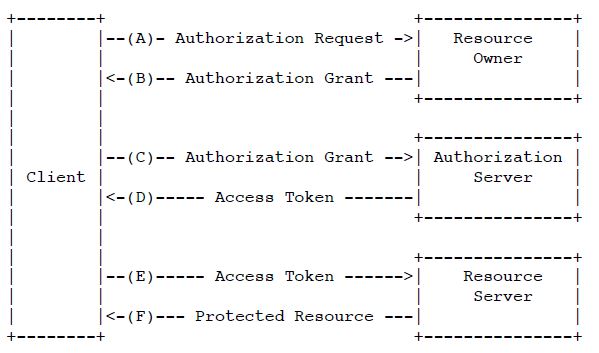 +--------+                               +---------------+
|        |--(A)- Authorization Request ->|   Resource    |
|        |                               |     Owner     |
|        |<-(B)-- Authorization Grant ---|               |
|        |                               +---------------+
|        |
|        |                               +---------------+
|        |--(C)-- Authorization Grant -->| Authorization |
| Client |                               |     Server    |
|        |<-(D)----- Access Token -------|               |
|        |                               +---------------+
|        |
|        |                               +---------------+
|        |--(E)----- Access Token ------>|    Resource   |
|        |                               |     Server    |
|        |<-(F)--- Protected Resource ---|               |
+--------+                               +---------------+